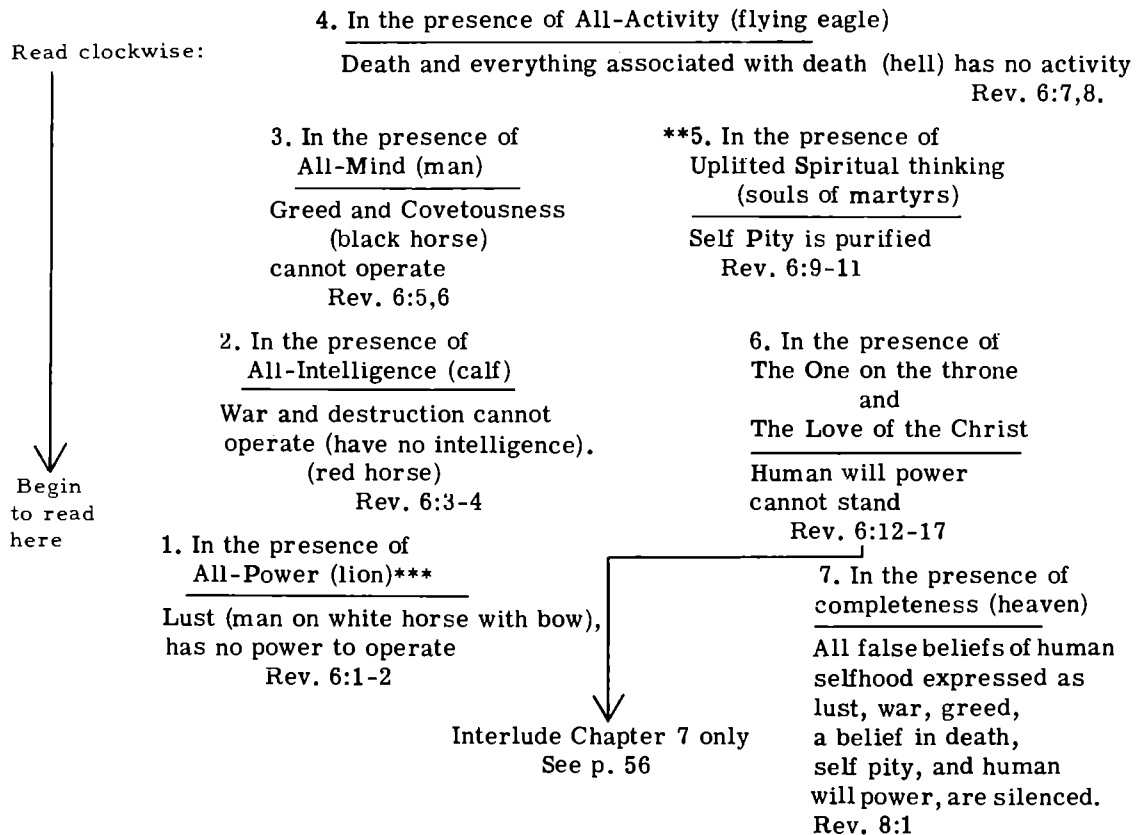 4. In the presence of All-Activity (flying eagle)
Read clockwise:
Death and everything associated with death (hell) has no activity
Rev. 6:7,8.
3. In the presence of
All-Mind (man)
Greed and Covetousness
(black horse)
cannot operate
Rev. 6:5,6
**5. In the presence of
Uplifted Spiritual thinking
(souls of martyrs)
Self Pity is purified
Rev. 6:9-11
2. In the presence of
All-Intelligence (calf)
War and destruction cannot
operate (have no intelligence).
(red horse)
Rev. 6:3-4
6. In the presence of
The One on the throne
and
The Love of the Christ
Human will power
cannot stand
Rev. 6:12-17
Begin
to read
here
1. In the presence of
All-Power (lion)***
Lust (man on white horse with bow),
has no power to operate
Rev. 6:1-2
7. In the presence of
completeness (heaven)
All false beliefs of human
selfhood expressed as
lust, war, greed,
a belief in death,
self pity, and human
will power, are silenced.
Rev. 8:1
Interlude Chapter 7 only
See p. 56